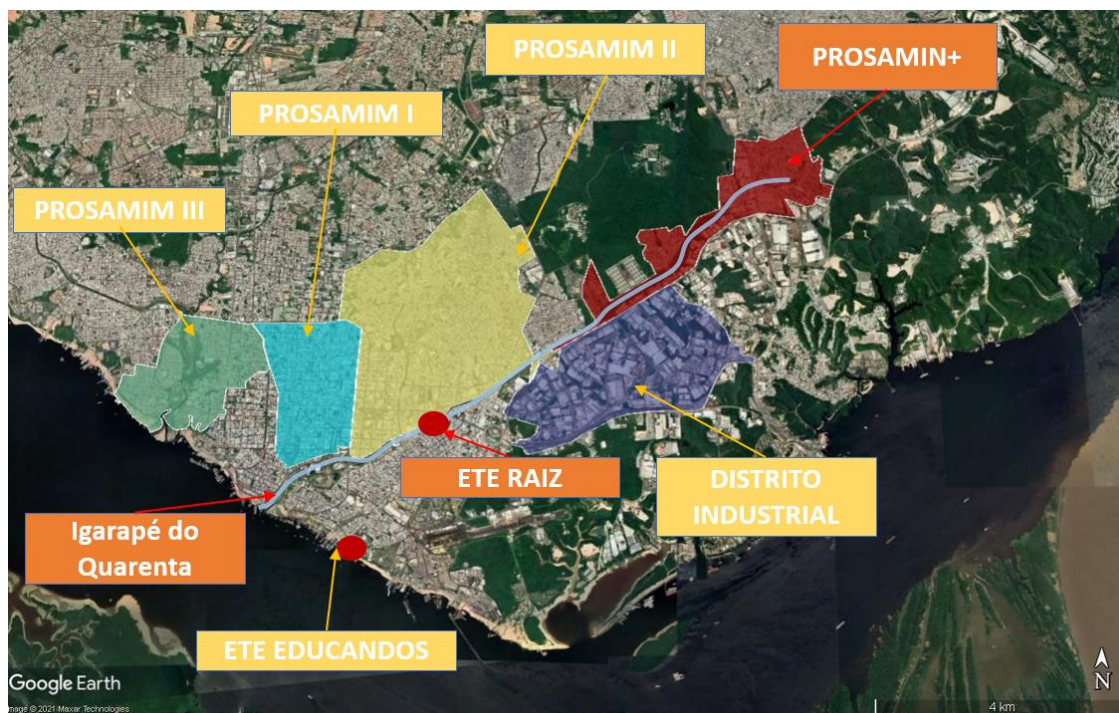 PROSAMIM II
PROSAMIN+
PROSAMIM I
PROSAMIM III
ETE RAIZ
DISTRITO
INDUSTRIAL
Igarapé do
Quarenta
ETE EDUCANDOS
Google Earth
N
Image © 2021 Maxar Technologies
4 km